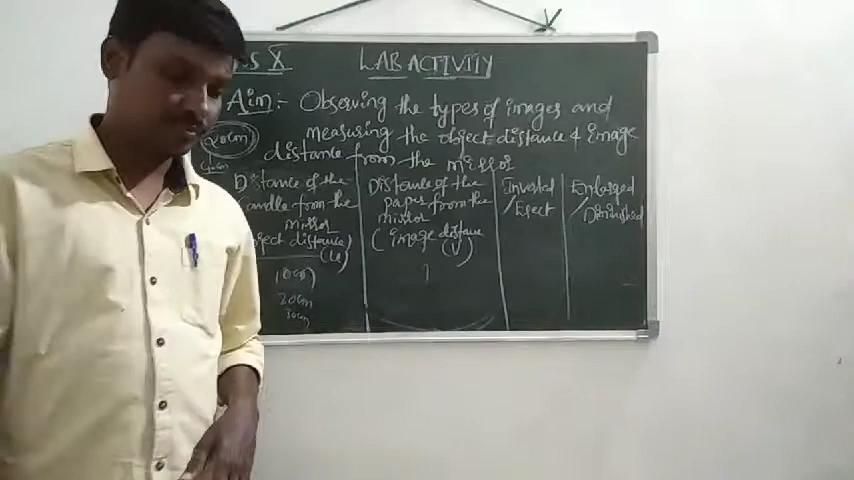 X
LAB ACTIVITY
Aim :- Observing the types of images and
20cm
measuring the object distance & image
40cm
distance from the mirror
Distance of the
candle from the
mirror
object distance)
(u)
10cm)
20cm
30cm
Distance of the
paper from the
mirror
(image distance
(v)
Inverted
/Erect
Enlarged
/Diminished